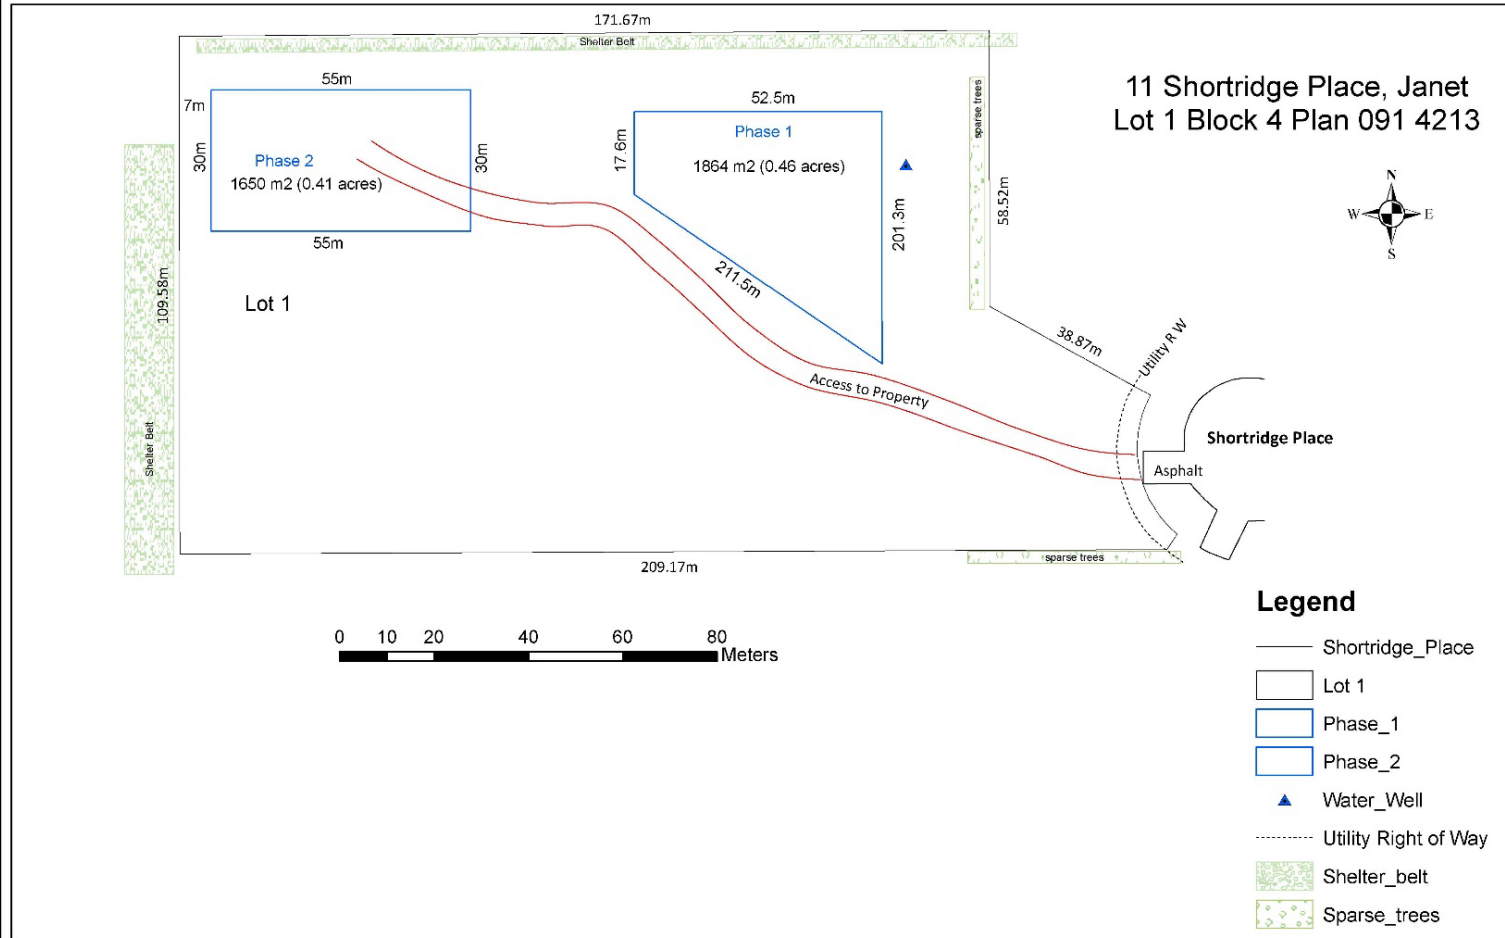 171.67m
Shelter Belt
11 Shortridge Place, Janet
Lot 1 Block 4 Plan 091 4213
55m
7m
30m
Phase 2
1650 m2 (0.41 acres)
30m
55m
52.5m
17.6m
Phase 1
1864 m2 (0.46 acres)
201.3m
211.5m
sparse trees
58.52m
N
W
E
S
109.58m
Lot 1
Shelter Belt
38.87m
Utility R W
Access to Property
Shortridge Place
Asphalt
sparse trees
209.17m
0 10 20 40 60 80
Meters
Legend
Shortridge_Place
Lot 1
Phase_1
Phase_2
Water_Well
Utility Right of Way
Shelter_belt
Sparse_trees